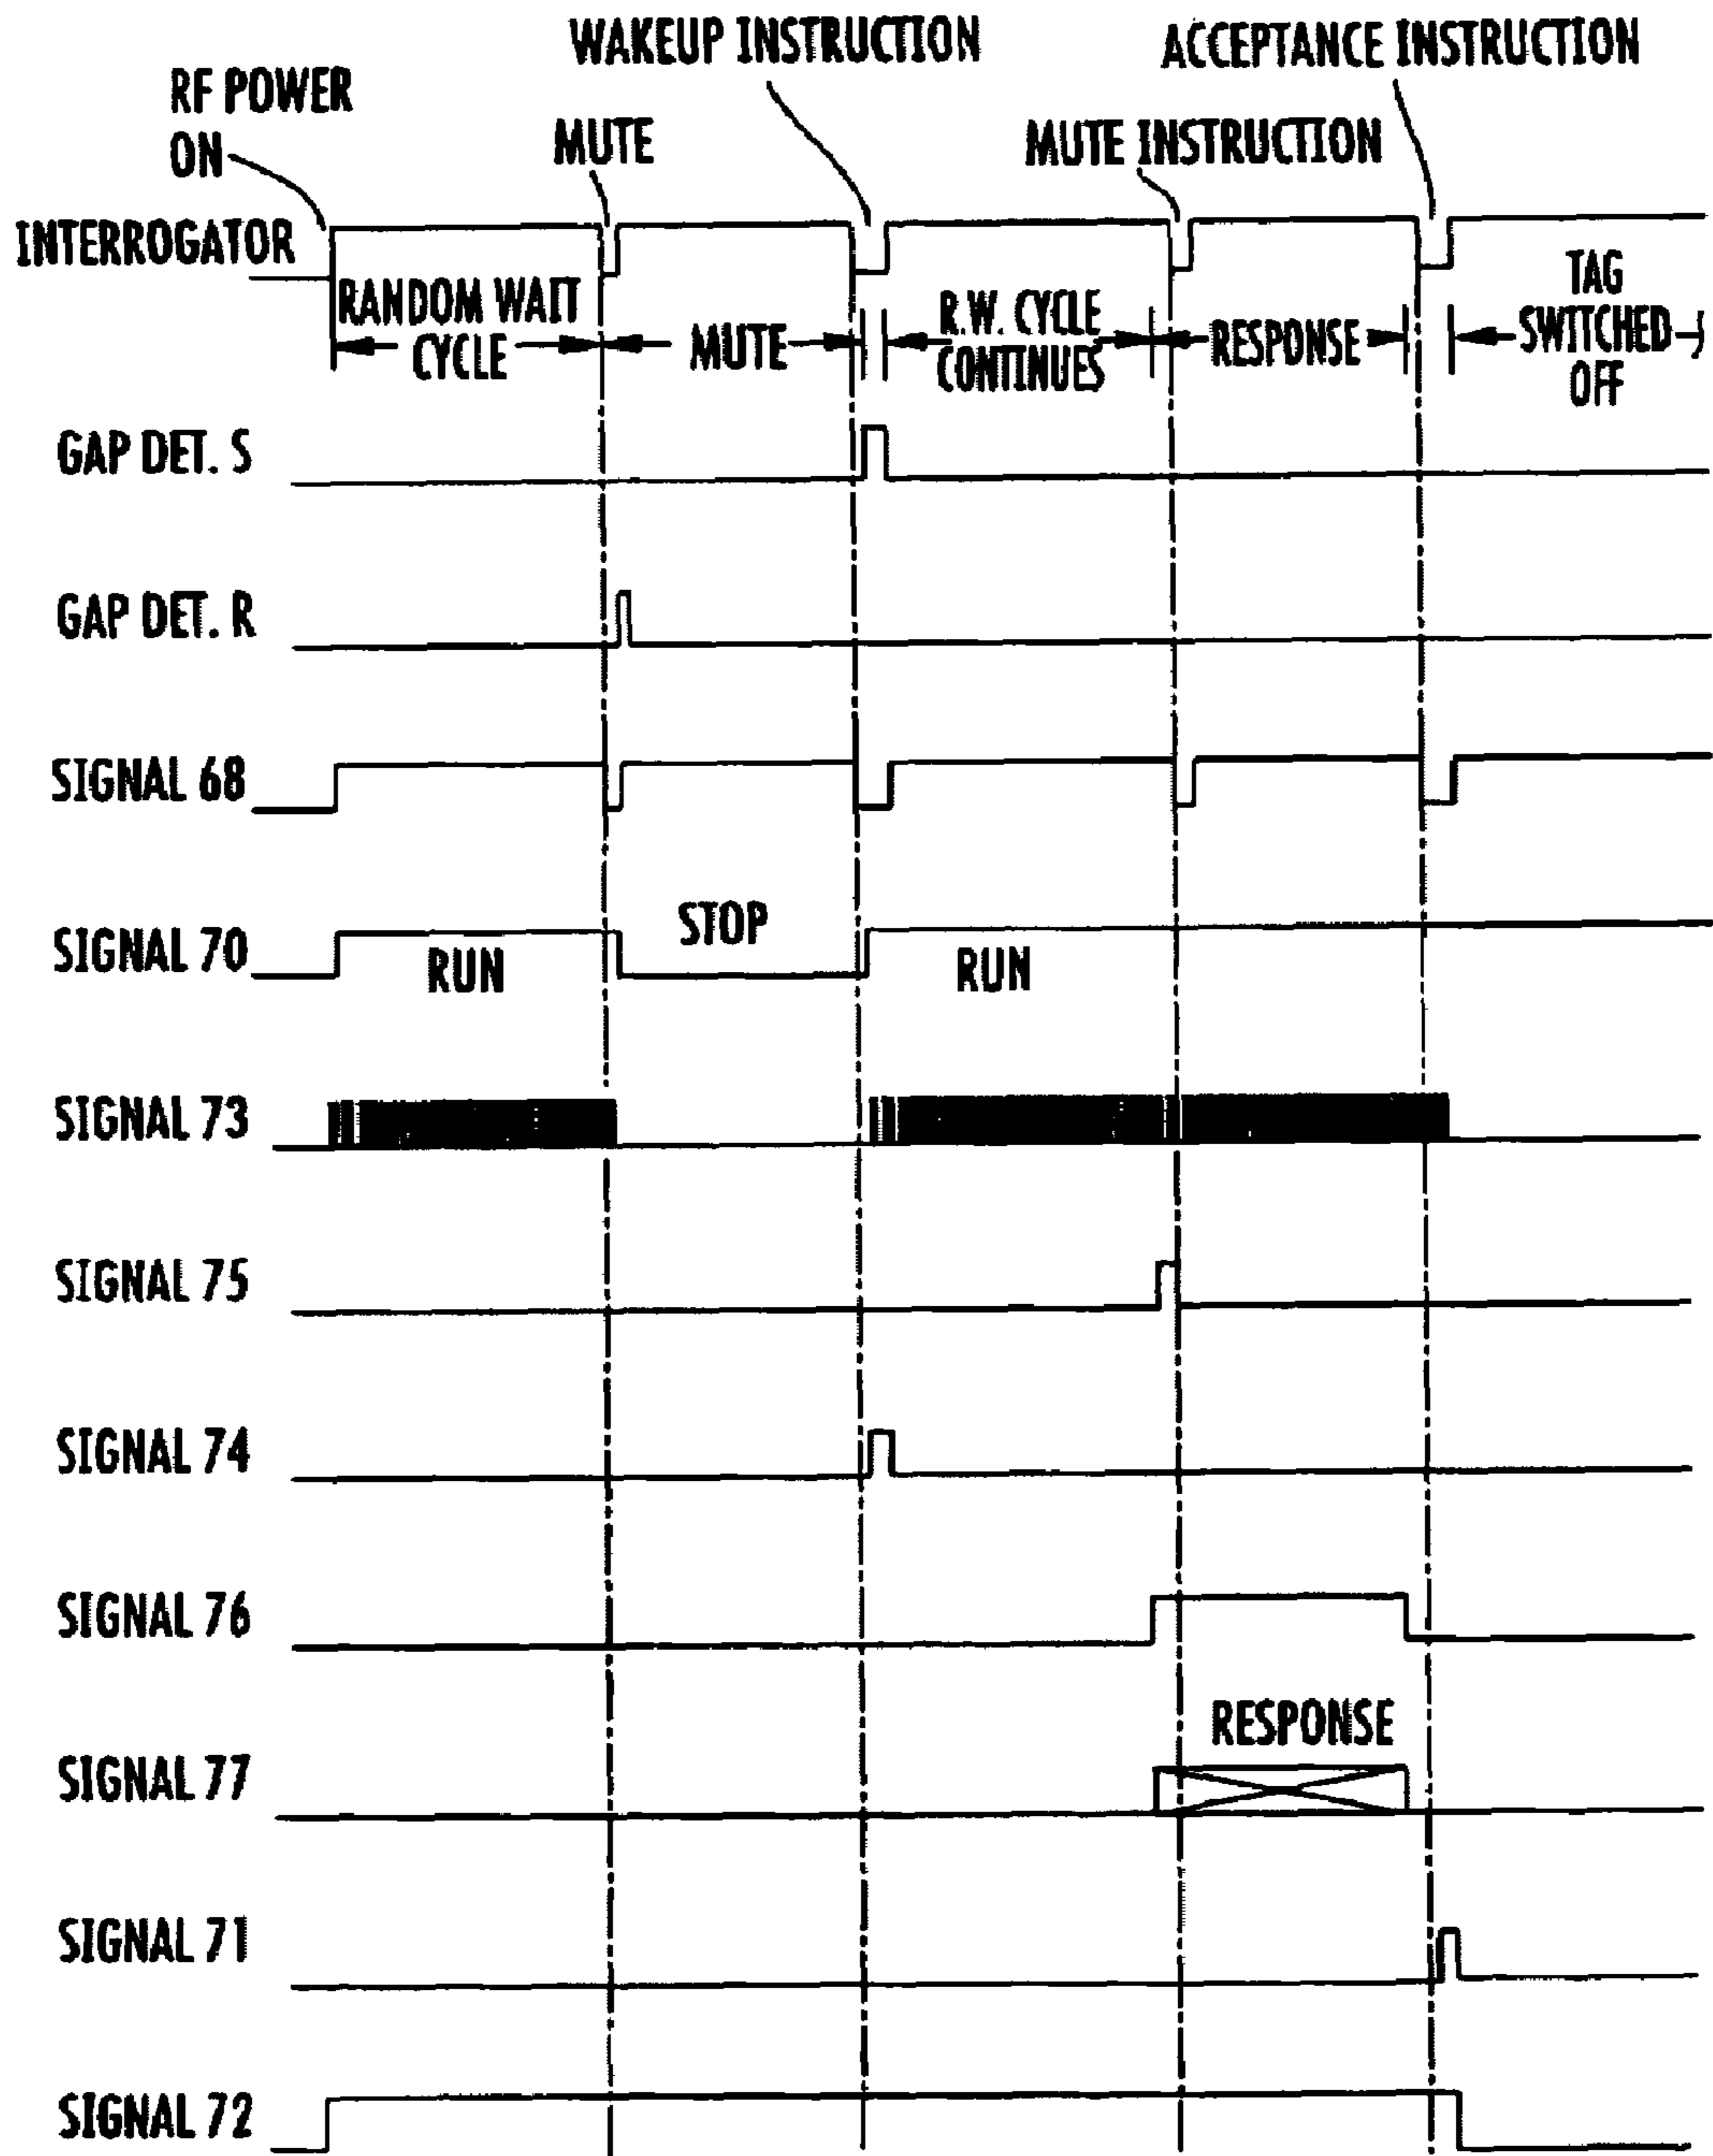 WAKEUP INSTRUCTION
ACCEPTANCE INSTRUCTION
RF POWER
ON
MUTE
MUTE INSTRUCTION
INTERROGATOR
RANDOM WAIT
CYCLE
MUTE
R.W. CYCLE
CONTINUES
RESPONSE
TAG
SWITCHED
OFF
GAP DET. S
GAP DET. R
SIGNAL 68
SIGNAL 70
RUN
STOP
RUN
SIGNAL 73
SIGNAL 75
SIGNAL 74
SIGNAL 76
RESPONSE
SIGNAL 77
SIGNAL 71
SIGNAL 72